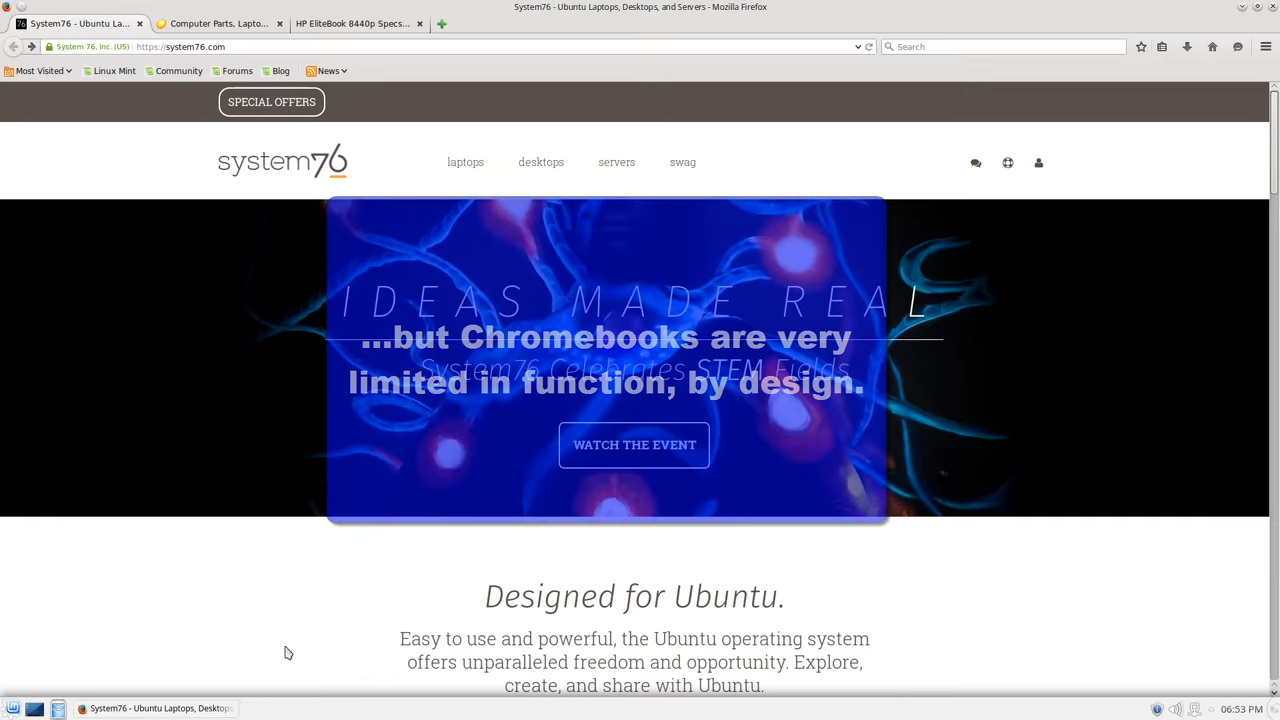 System76 - Ubuntu Laptops, Desktops, and Servers - Mozilla Firefox
System76 - Ubuntu La...
Computer Parts, Lapto...
HP EliteBook 8440p Specs...
System 76, Inc. (US)
https://system76.com
Search
Most Visited
Linux Mint
Community
Forums
Blog
News
SPECIAL OFFERS
system76
laptops
desktops
servers
swag
IDEAS MADE REAL
...but Chromebooks are very
System76 Celebrates STEM Fields
limited in function, by design.
WATCH THE EVENT
Designed for Ubuntu.
Easy to use and powerful, the Ubuntu operating system
offers unparalleled freedom and opportunity. Explore,
create, and share with Ubuntu.
System76 - Ubuntu Laptops, Desktops,
06:53 PM